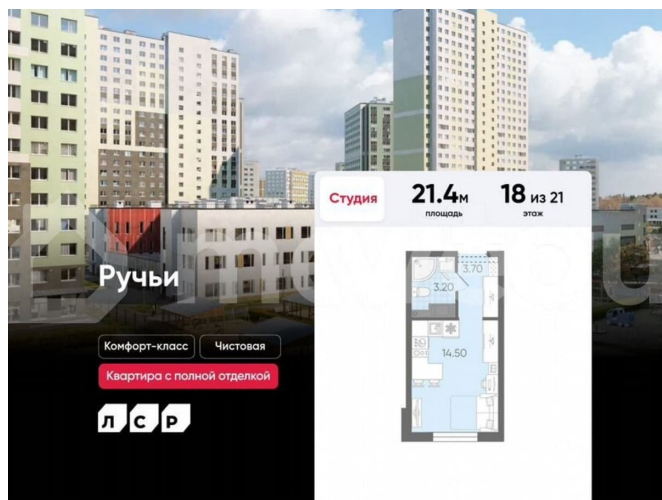 Студия
21.4м
площадь
18 из 21
этаж
Ручьи
Комфорт-класс
Чистовая
Квартира с полной отделкой
ЛСР
3.70
3.20
14.50